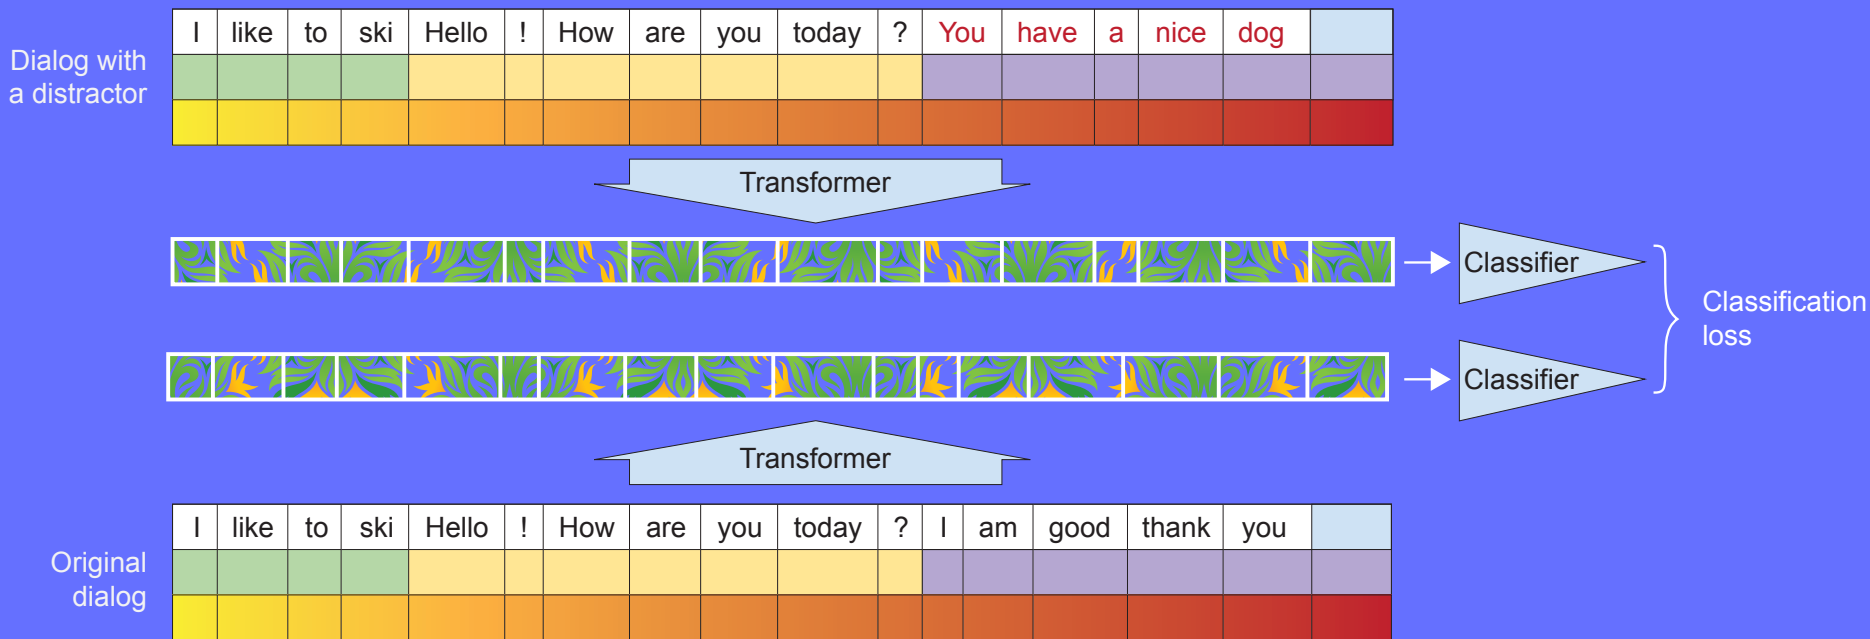 I like to ski Hello ! How are you today ? You have a nice dog
Dialog with
a distractor
Transformer
Classifier
Classification
loss
Classifier
Transformer
I like to ski Hello ! How are you today ? I am good thank you
Original
dialog